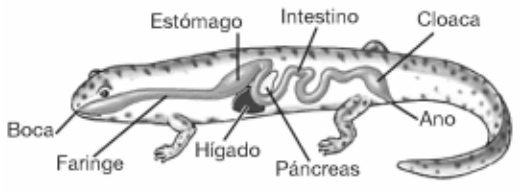 Estómago
Intestino
Cloaca
Boca
Faringe
Hígado
Páncreas
Ano